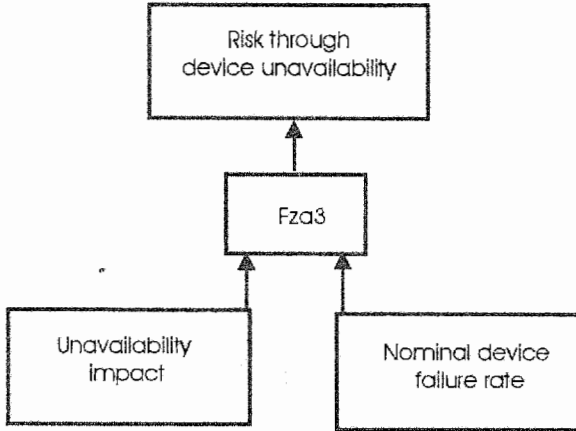 Risk through
device unavailability
Fza3
Unavailability
impact
Nominal device
failure rate